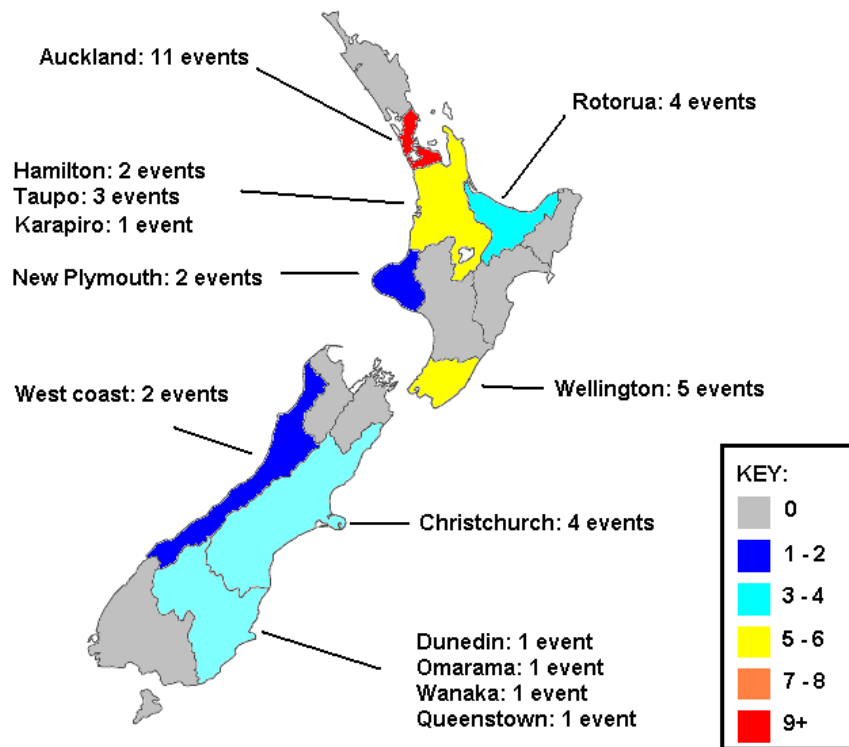 Auckland: 11 events
Rotorua: 4 events
Hamilton: 2 events
Taupo: 3 events
Karapiro: 1 event
New Plymouth: 2 events
West coast: 2 events
Wellington: 5 events
Christchurch: 4 events
Dunedin: 1 event
Omarama: 1 event
Wanaka: 1 event
Queenstown: 1 event
KEY:
0
1 - 2
3 - 4
5 - 6
7 - 8
9+